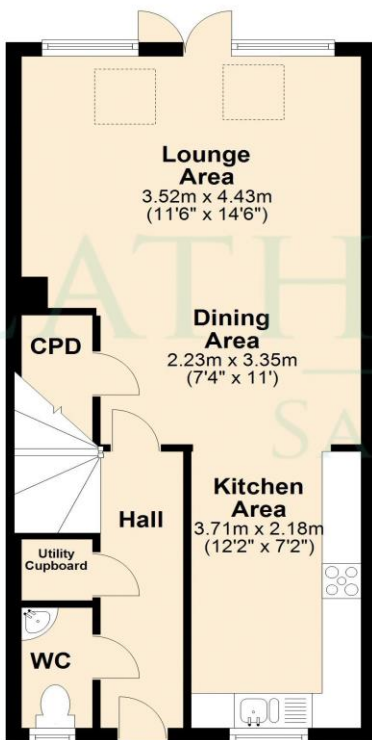 Lounge
Area
3.52m x 4.43m
(11'6" x 14'6")
Dining
Area
2.23m x 3.35m
(7'4" x 11')
CPD
Kitchen
Area
3.71m x 2.18m
(12'2" x 7'2")
Hall
Utility
Cupboard
WC